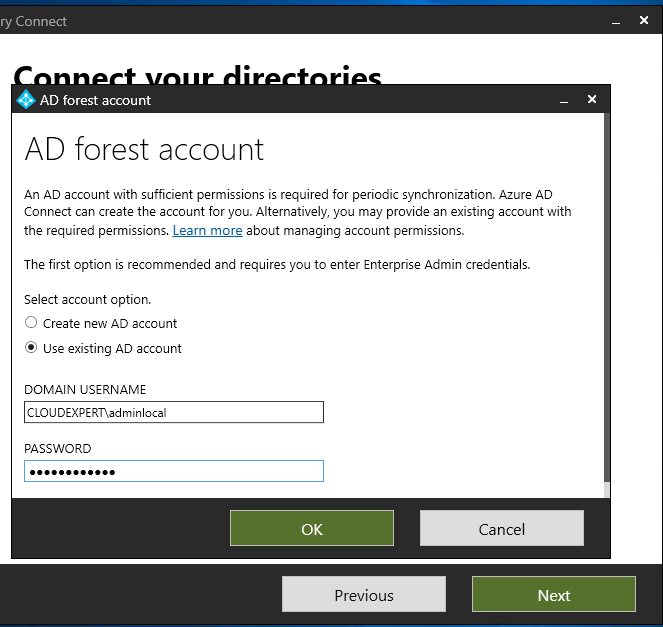 ry Connect
Connect your directories
AD forest account
AD forest account
An AD account with sufficient permissions is required for periodic synchronization. Azure AD
Connect can create the account for you. Alternatively, you may provide an existing account with
the required permissions. Learn more about managing account permissions.
The first option is recommended and requires you to enter Enterprise Admin credentials.
Select account option.
Create new AD account
Use existing AD account
DOMAIN USERNAME
CLOUDEXPERT\adminlocal
PASSWORD
●●●●●●●●●●●●
OK
Cancel
Previous
Next